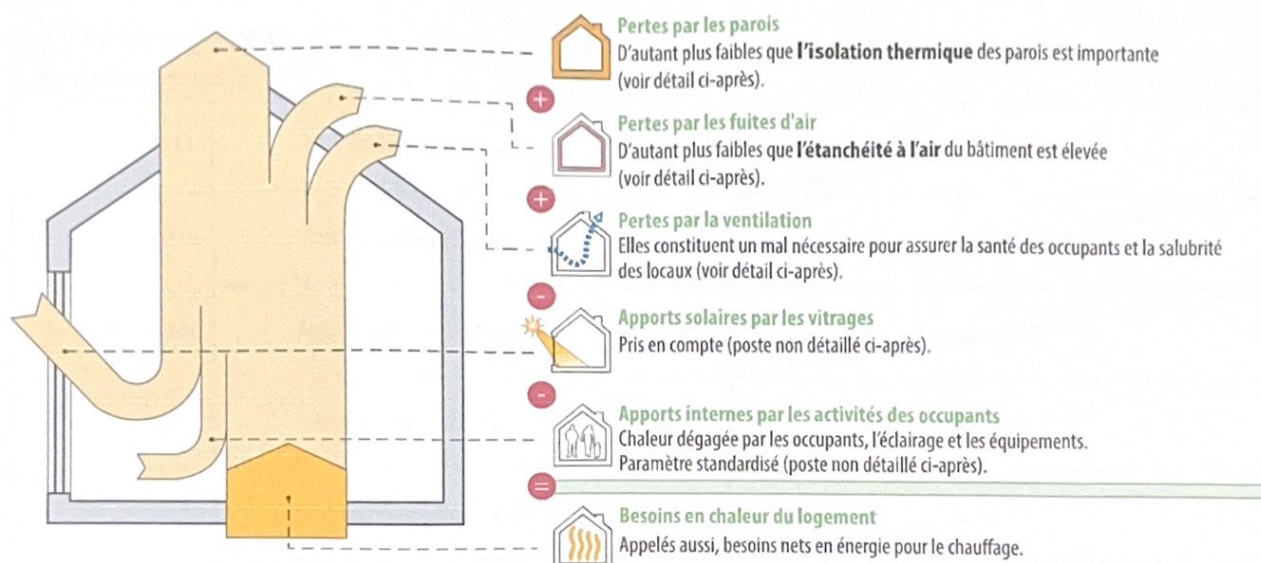 Pertes par les parois
D'autant plus faibles que l'isolation thermique des parois est importante
(voir détail ci-après).
+
Pertes par les fuites d'air
D'autant plus faibles que l'étanchéité à l'air du bâtiment est élevée
(voir détail ci-après).
+
Pertes par la ventilation
Elles constituent un mal nécessaire pour assurer la santé des occupants et la salubrité
des locaux (voir détail ci-après).
-
Apports solaires par les vitrages
Pris en compte (poste non détaillé ci-après).
-
Apports internes par les activités des occupants
Chaleur dégagée par les occupants, l'éclairage et les équipements.
Paramètre standardisé (poste non détaillé ci-après).
=
Besoins en chaleur du logement
Appelés aussi, besoins nets en énergie pour le chauffage.